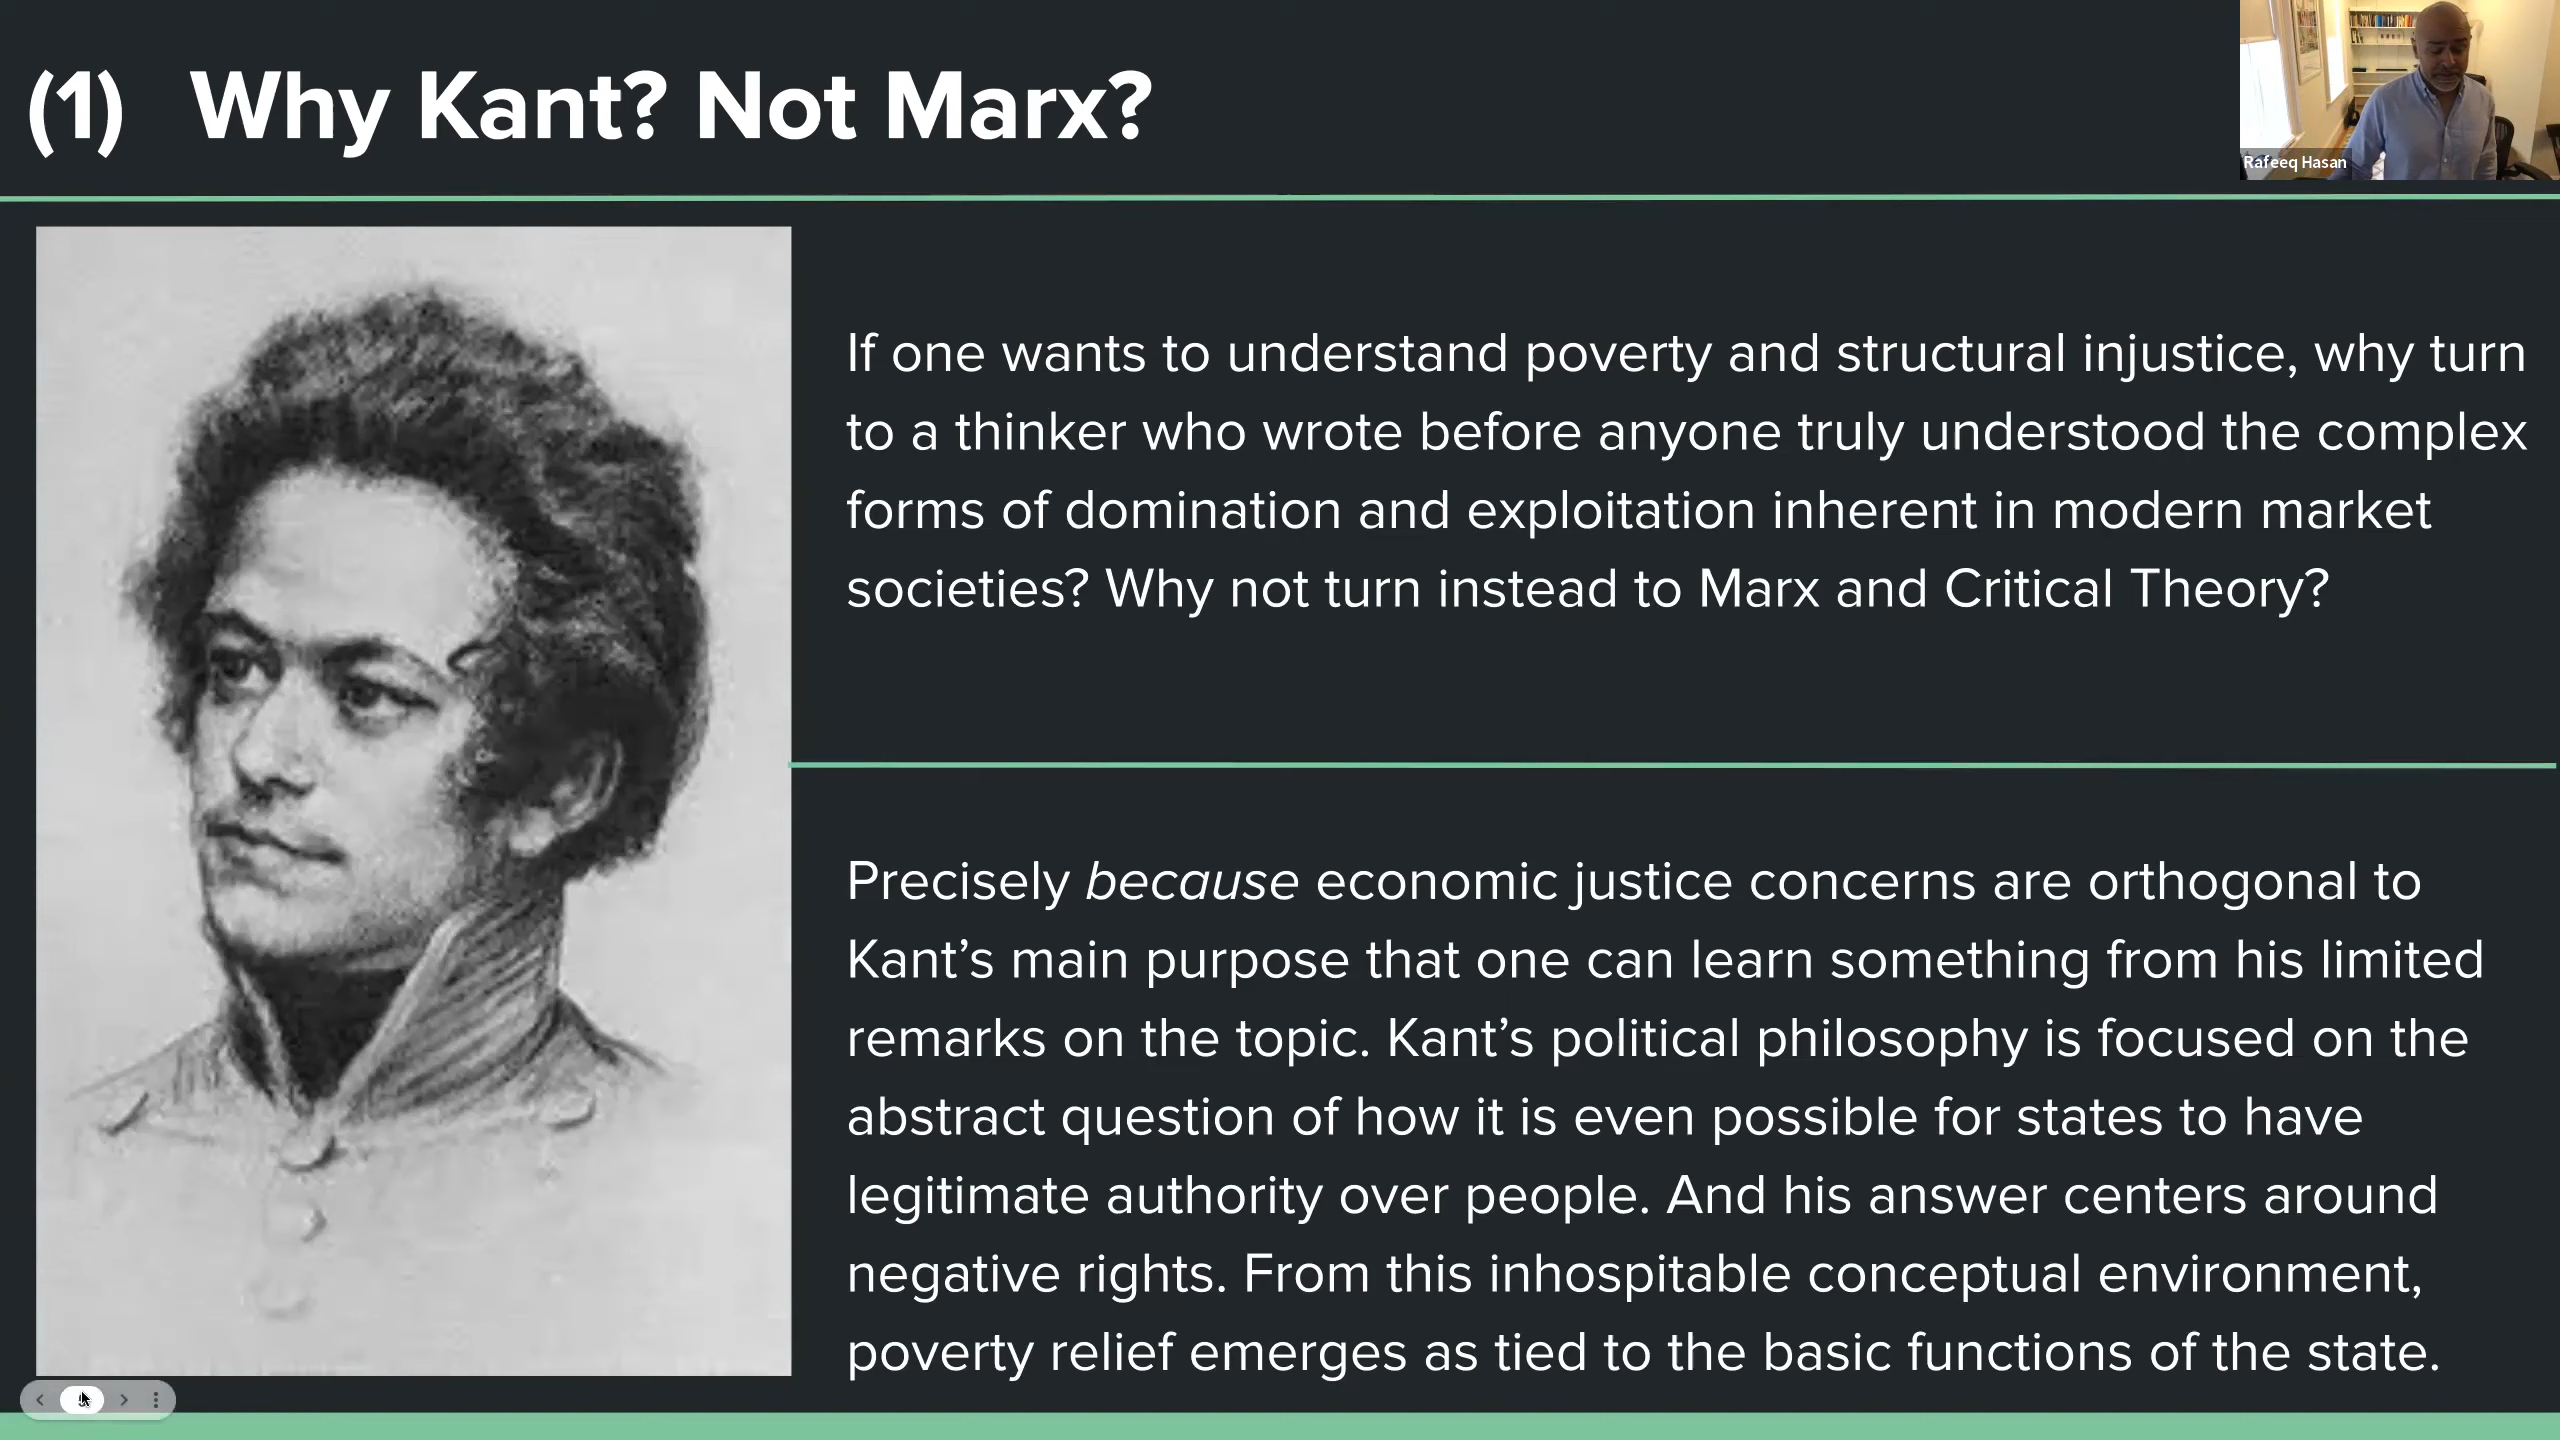 (1) Why Kant? Not Marx?
Rafeeq Hasan
If one wants to understand poverty and structural injustice, why turn
to a thinker who wrote before anyone truly understood the complex
forms of domination and exploitation inherent in modern market
societies? Why not turn instead to Marx and Critical Theory?
Precisely because economic justice concerns are orthogonal to
Kant’s main purpose that one can learn something from his limited
remarks on the topic. Kant’s political philosophy is focused on the
abstract question of how it is even possible for states to have
legitimate authority over people. And his answer centers around
negative rights. From this inhospitable conceptual environment,
poverty relief emerges as tied to the basic functions of the state.